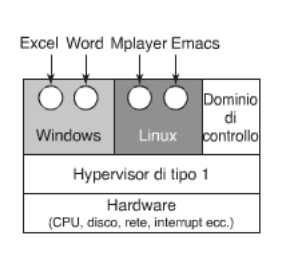 Excel Word Mplayer Emacs
Windows
Linux
Dominio
di
controllo
Hypervisor di tipo 1
Hardware
(CPU, disco, rete, interrupt ecc.)